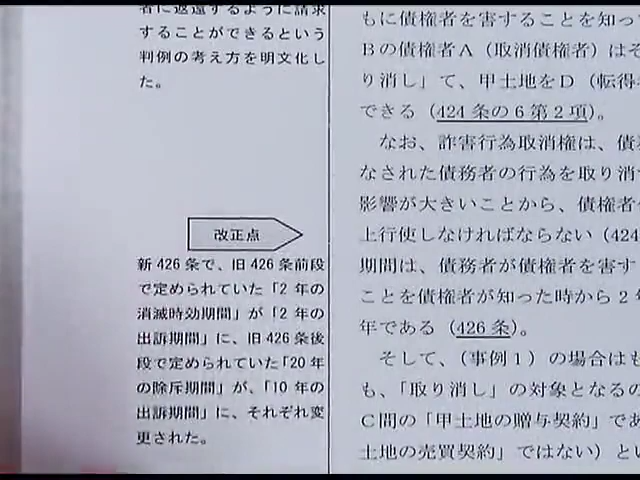 者に返還するように請求
することができるという
判例の考え方を明文化し
た。
改正点
新426条で、旧426条前段
で定められていた「2年の
消滅時効期間」が「2年の
出訴期間」に、旧426条後
段で定められていた「20年
の除斥期間」が、「10年の
出訴期間」に、それぞれ変
更された。
もに債権者を害することを知っ
Bの債権者A（取消債権者）はそ
り消し」て、甲土地をD（転得
できる（424条の6第2項）。
なお、詐害行為取消権は、債
なされた債務者の行為を取り消
影響が大きいことから、債権者
上行使しなければならない（424
期間は、債務者が債権者を害す
ことを債権者が知った時から2
年である（426条）。
そして、（事例1）の場合はも
も、「取り消し」の対象となるの
C間の「甲土地の贈与契約」であ
土地の売買契約」ではない）とい